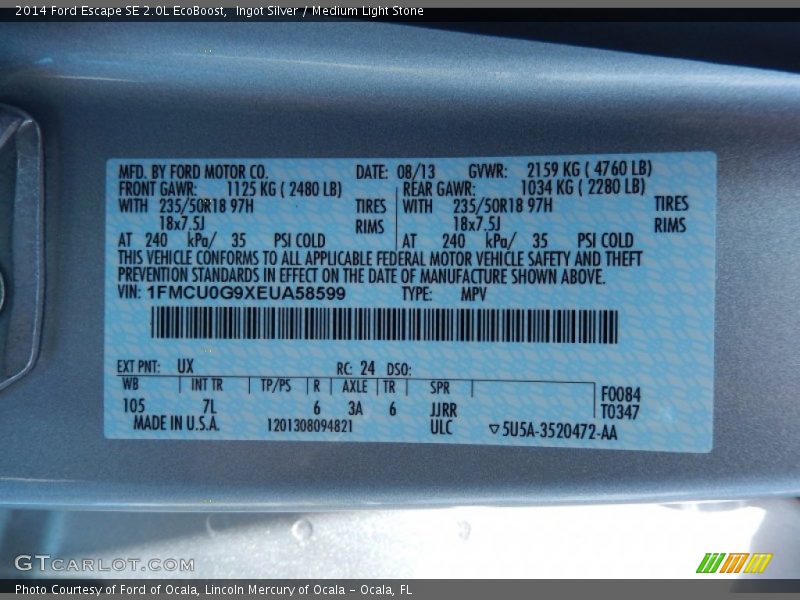 2014 Ford Escape SE 2.0L EcoBoost,  Ingot Silver / Medium Light Stone
MFD. BY FORD MOTOR CO. DATE: 08/13 GVWR: 2159 KG ( 4760 LB)
FRONT GAWR: 1125 KG ( 2480 LB) REAR GAWR: 1034 KG ( 2280 LB)
WITH 235/50R18 97H TIRES WITH 235/50R18 97H TIRES
18x7.5J RIMS 18x7.5J RIMS
AT 240 kPa/ 35 PSI COLD AT 240 kPa/ 35 PSI COLD
THIS VEHICLE CONFORMS TO ALL APPLICABLE FEDERAL MOTOR VEHICLE SAFETY AND THEFT
PREVENTION STANDARDS IN EFFECT ON THE DATE OF MANUFACTURE SHOWN ABOVE.
VIN: 1FMCU0G9XEUA58599 TYPE: MPV
EXT PNT: UX RC: 24 DSO:
WB INT TR TP/PS R AXLE TR SPR F0084
105 7L 6 3A 6 JJRR T0347
MADE IN U.S.A. 1201308094821 ULC ▽5U5A-3520472-AA
GTCARLOT.COM
Photo Courtesy of Ford of Ocala, Lincoln Mercury of Ocala - Ocala, FL